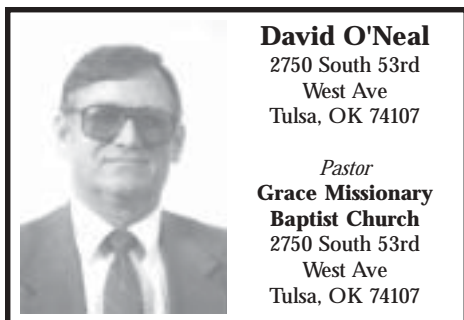 David O'Neal
2750 South 53rd
West Ave
Tulsa, OK 74107
Pastor
Grace Missionary
Baptist Church
2750 South 53rd
West Ave
Tulsa, OK 74107